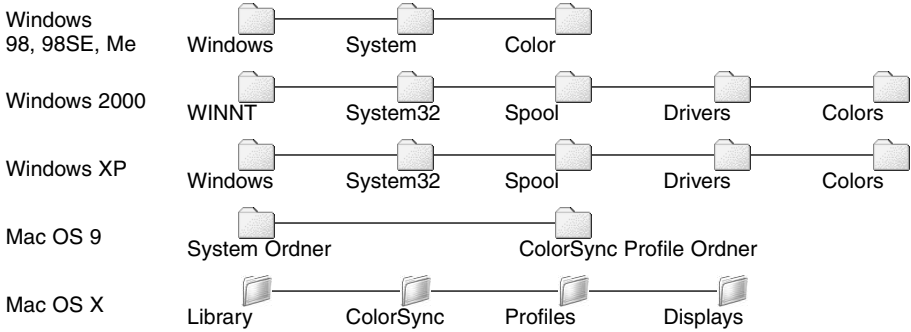 Windows
98, 98SE, Me
Windows System Color
Windows 2000
WINNT System32 Spool Drivers Colors
Windows XP
Windows System32 Spool Drivers Colors
Mac OS 9
System Ordner ColorSync Profile Ordner
Mac OS X
Library ColorSync Profiles Displays